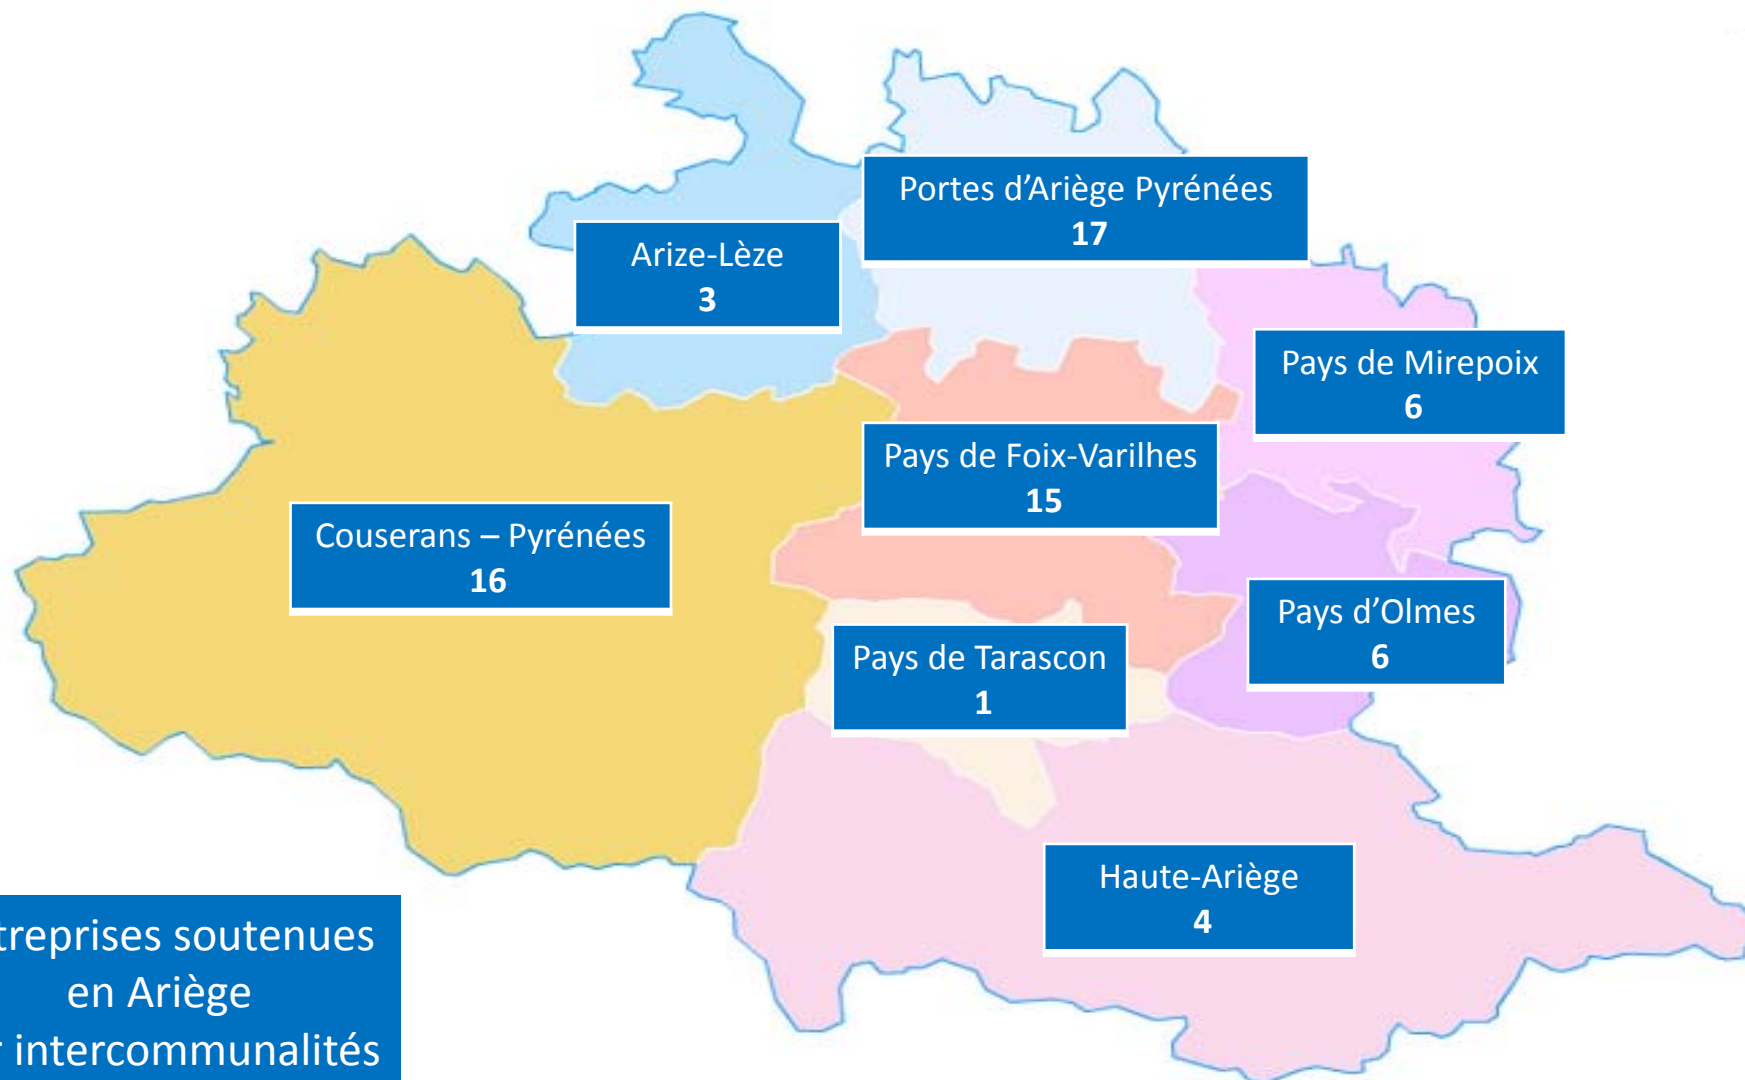 Portes d’Ariège Pyrénées
17
Arize-Lèze
3
Pays de Mirepoix
6
Pays de Foix-Varilhes
15
Couserans – Pyrénées
16
Pays d’Olmes
6
Pays de Tarascon
1
Haute-Ariège
4
treprises soutenues
en Ariège
intercommunalités